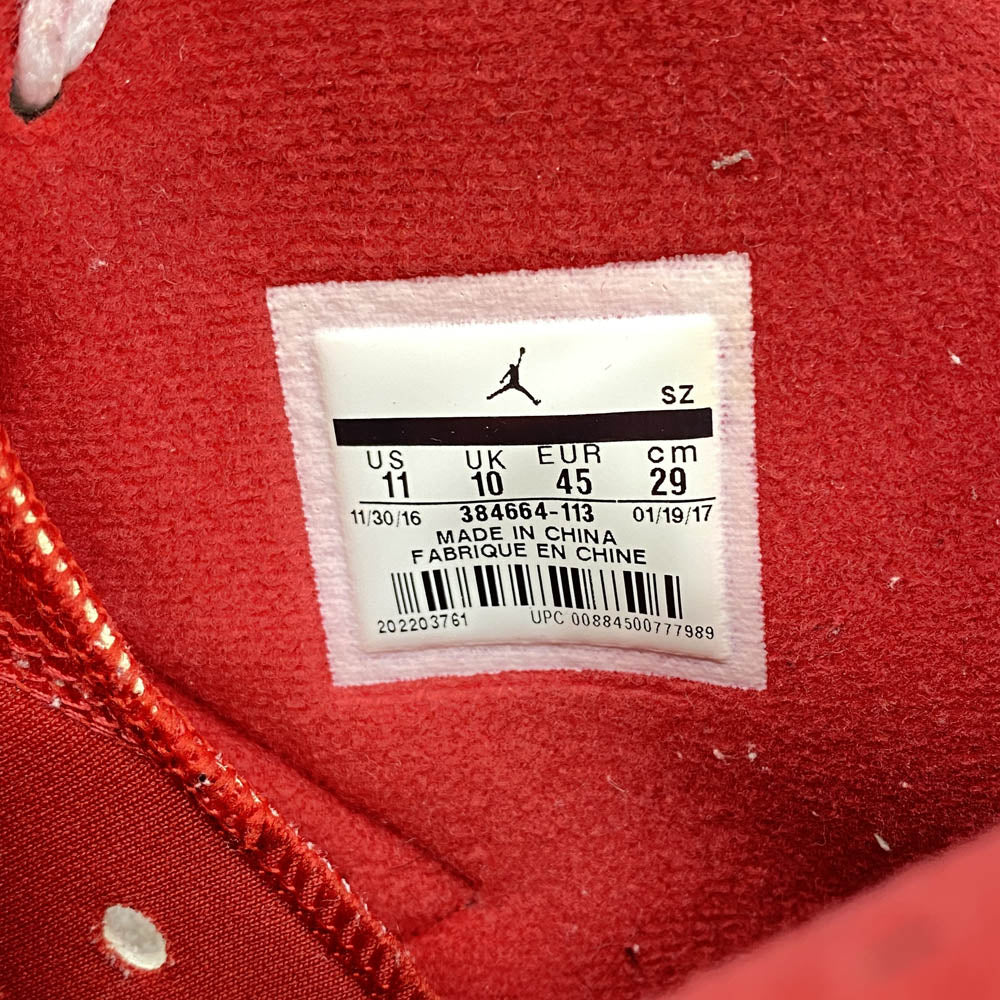 SZ
US UK EUR cm
11 10 45 29
11/30/16 384664-113 01/19/17
MADE IN CHINA
FABRIQUE EN CHINE
202203761 UPC 00884500777989